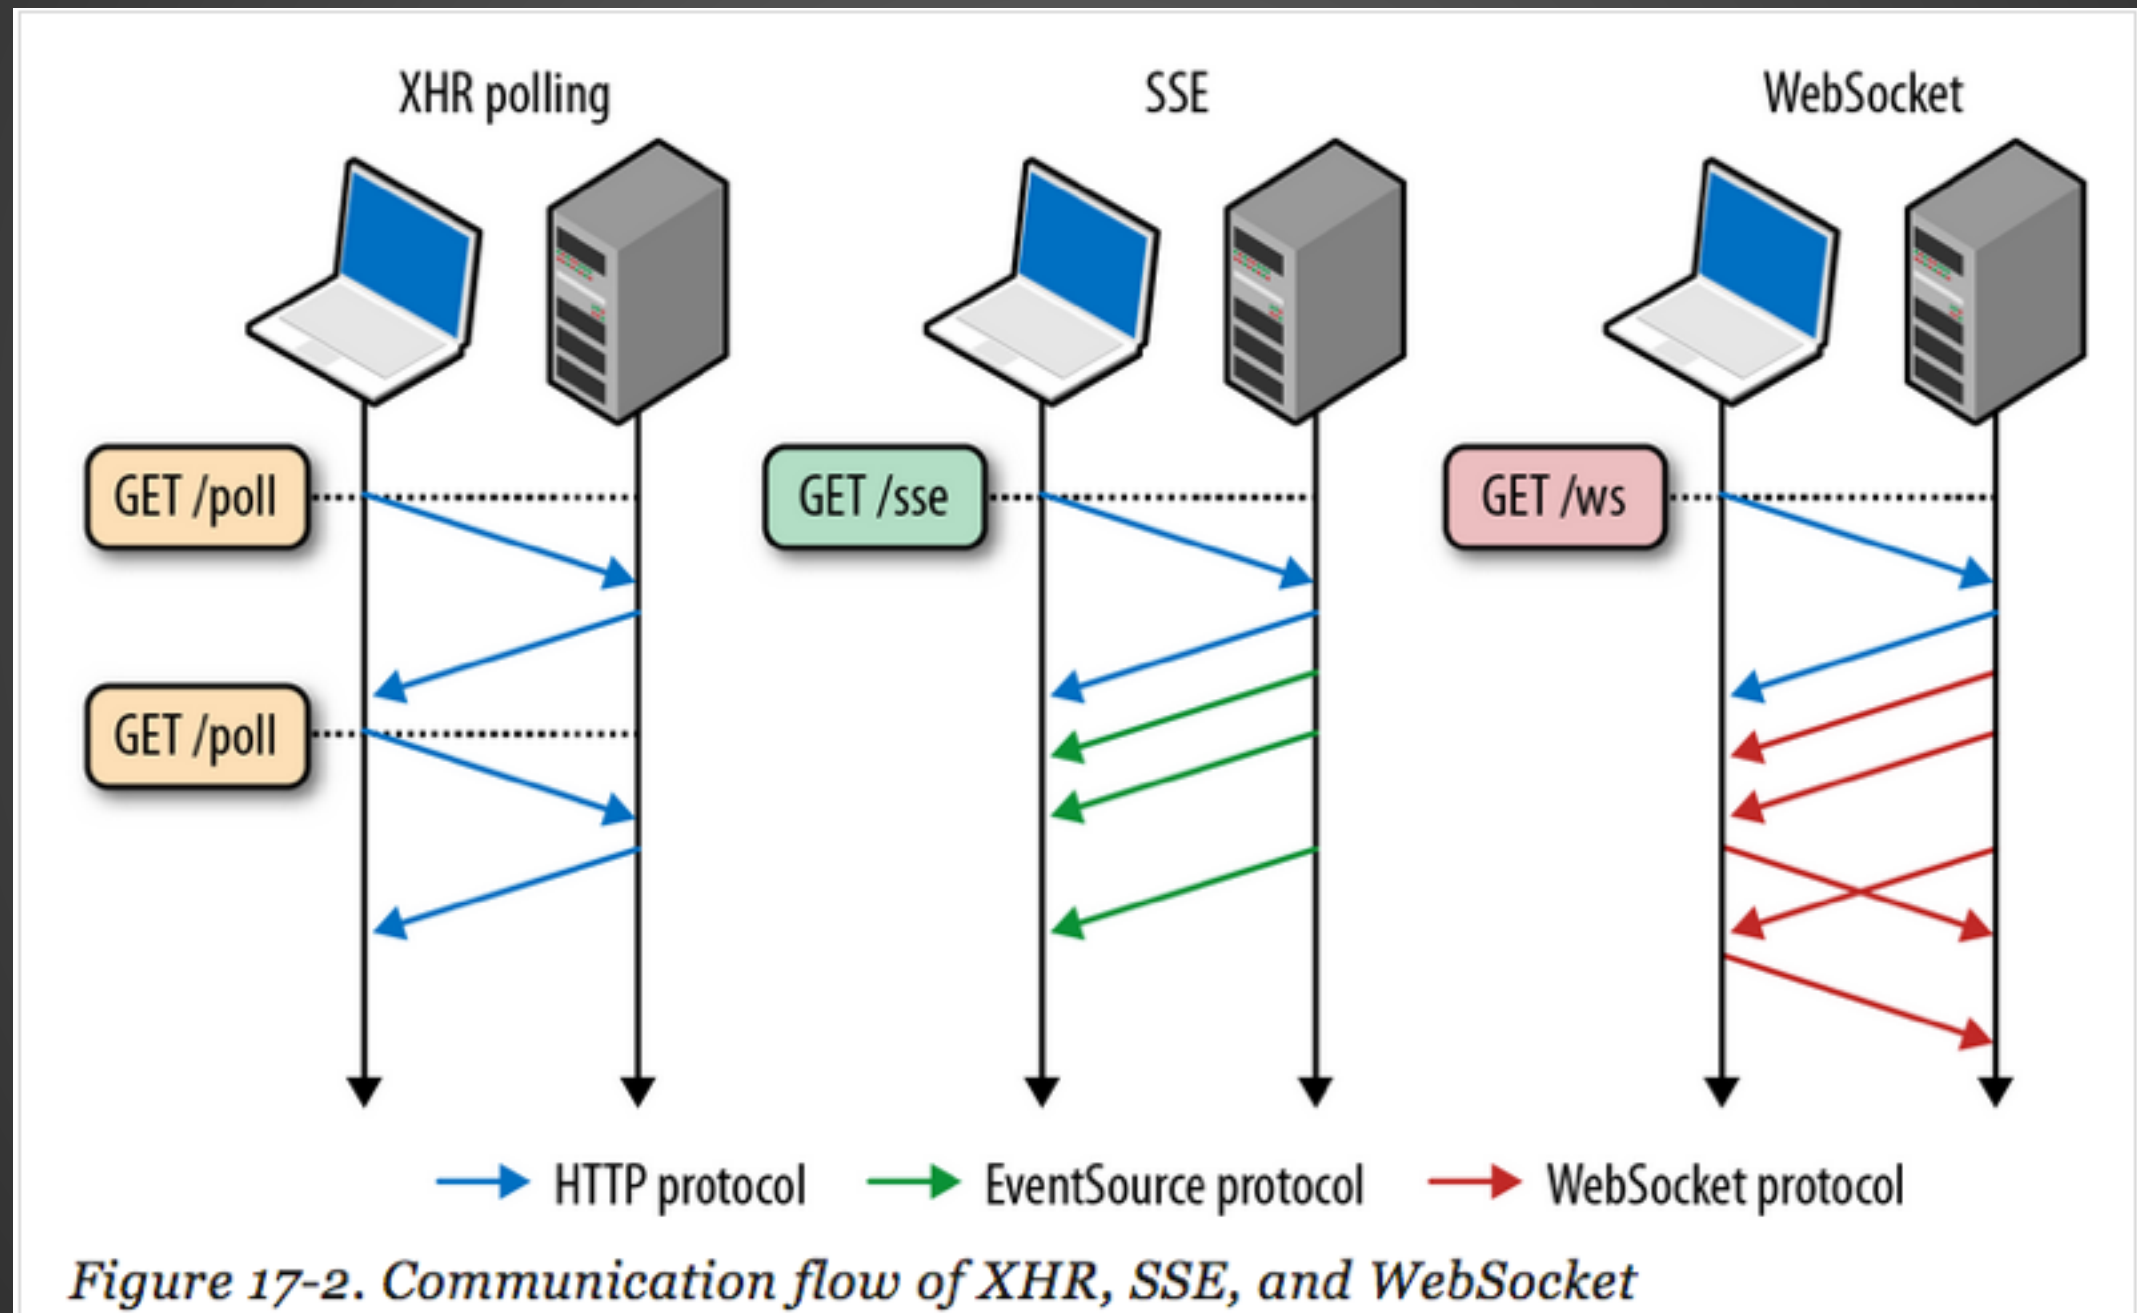 XHR polling
SSE
WebSocket
GET /poll
GET /sse
GET /ws
GET /poll
HTTP protocol
EventSource protocol
WebSocket protocol
Figure 17-2. Communication flow of XHR, SSE, and WebSocket